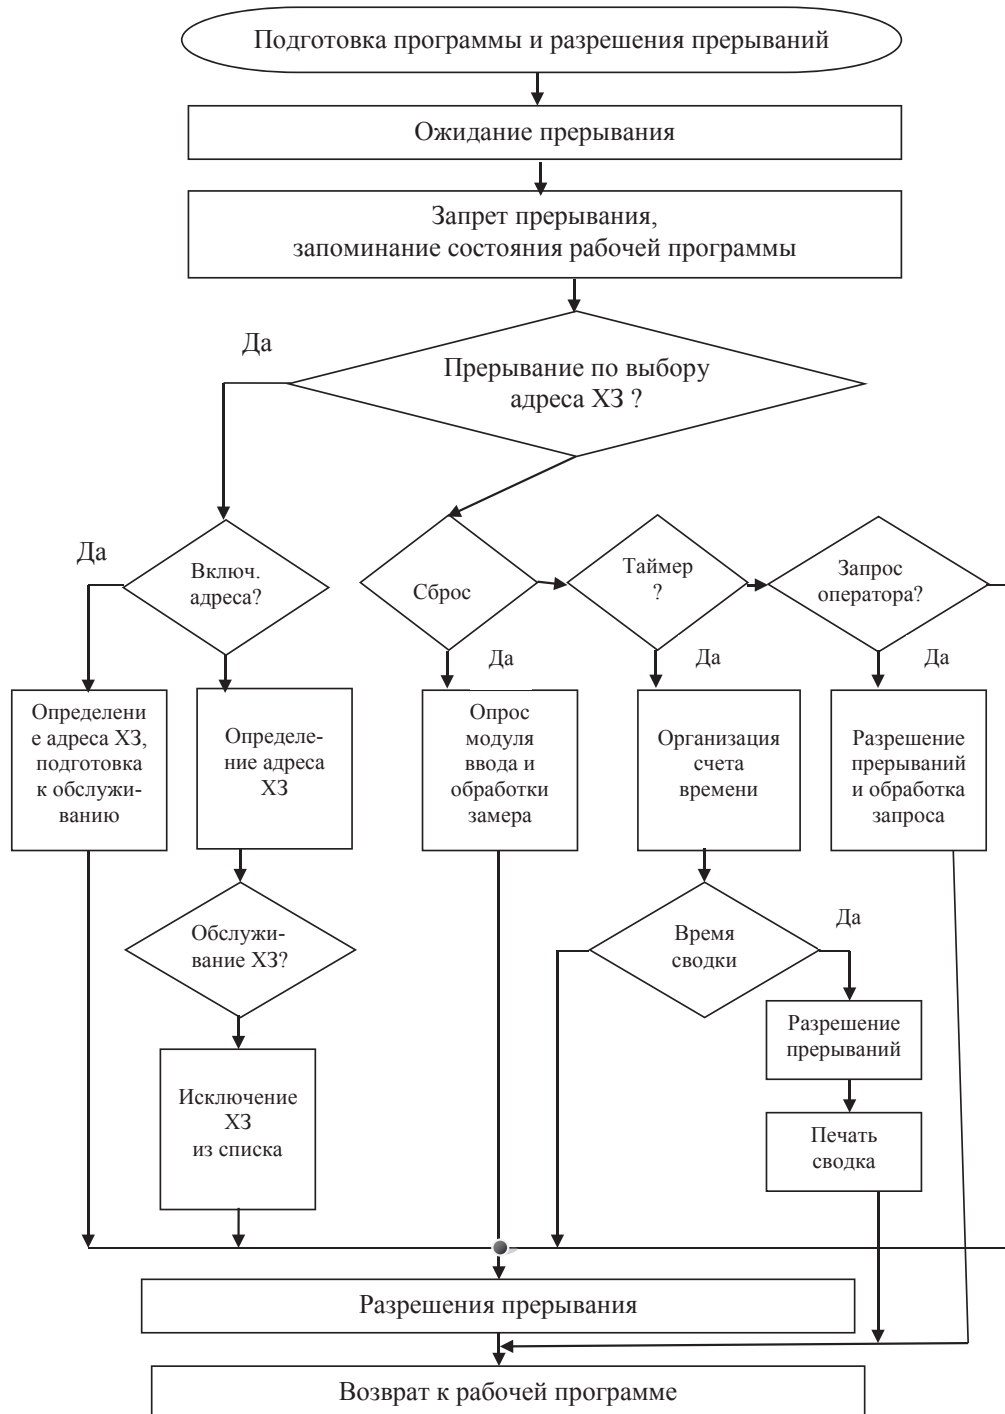 Подготовка программы и разрешения прерываний
Ожидание прерывания
Запрет прерывания,
запоминание состояния рабочей программы
Да
Прерывание по выбору
адреса ХЗ ?
Да
Включ.
адреса?
Сброс
Таймер
?
Запрос
оператора?
Да
Да
Да
Определени
е адреса ХЗ,
подготовка
к обслужи-
ванию
Определе-
ние адреса
ХЗ
Опрос
модуля
ввода и
обработки
замера
Организация
счета
времени
Разрешение
прерываний
и обработка
запроса
Обслужи-
вание ХЗ?
Время
сводки
Да
Разрешение
прерываний
Исключение
ХЗ
из списка
Печать
сводка
Разрешения прерывания
Возврат к рабочей программе